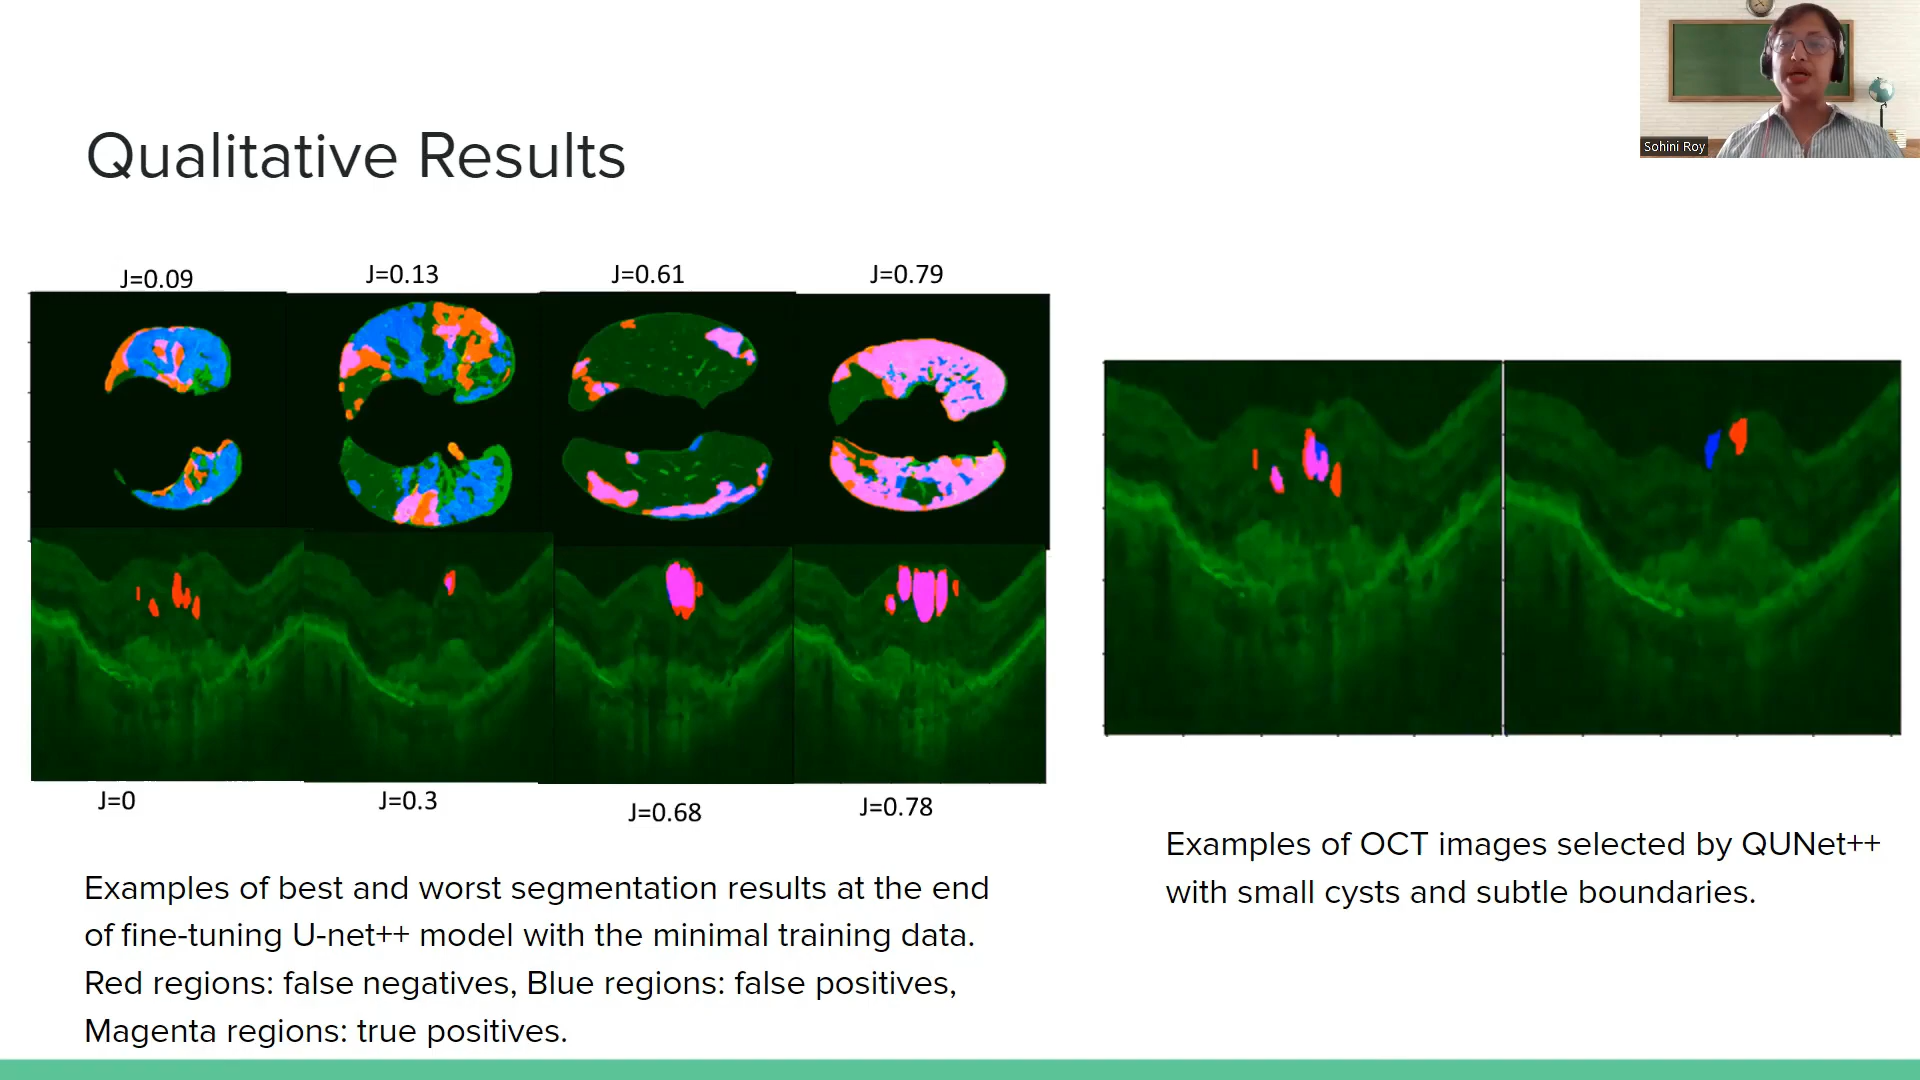 Sohini Roy
Qualitative Results
J=0.09
J=0.13
J=0.61
J=0.79
J=0
J=0.3
J=0.68
J=0.78
Examples of best and worst segmentation results at the end
of fine-tuning U-net++ model with the minimal training data.
Red regions: false negatives, Blue regions: false positives,
Magenta regions: true positives.
Examples of OCT images selected by QUNet++
with small cysts and subtle boundaries.